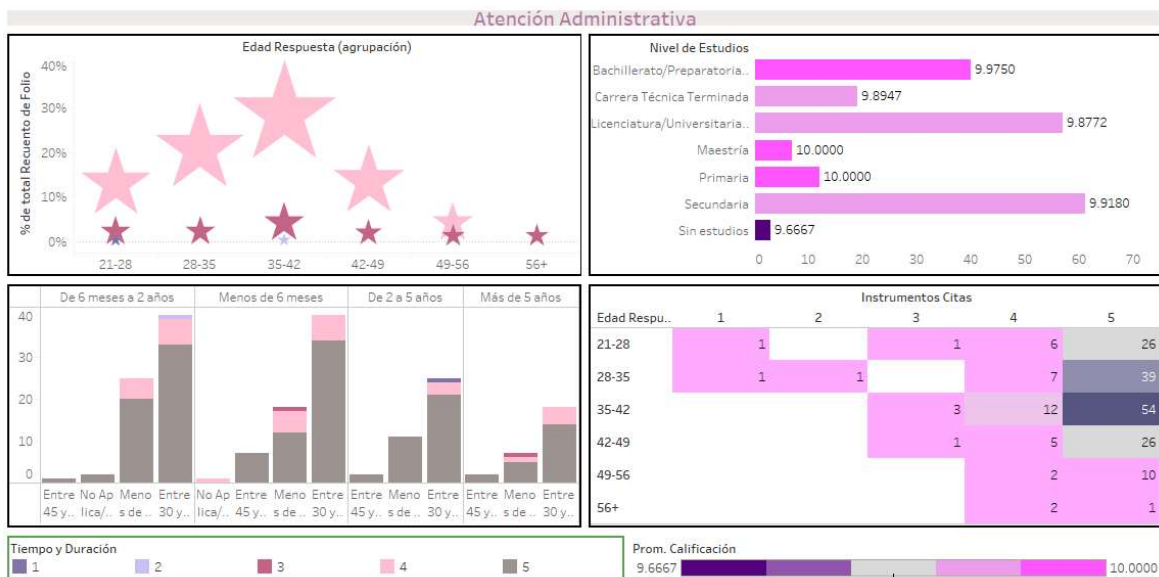 Atención Administrativa
Edad Respuesta (agrupación)
% de total Recuento de Folio
40%
30%
20%
10%
0%
21-28 28-35 35-42 42-49 49-56 56+
Nivel de Estudios
Bachillerato/Preparatoria.. 9.9750
Carrera Técnica Terminada 9.8947
Licenciatura/Universitaria.. 9.8772
Maestría 10.0000
Primaria 10.0000
Secundaria 9.9180
Sin estudios 9.6667
0 10 20 30 40 50 60 70
De 6 meses a 2 años Menos de 6 meses De 2 a 5 años Más de 5 años
40
30
20
10
0
Entre No Ap Meno Entre No Ap Entre Meno Entre Entre Meno Entre Entre Meno Entre
45 y.. lica/.. s de .. 30 y.. lica/.. 45 y.. s de .. 30 y.. 45 y.. s de .. 30 y.. 45 y.. s de .. 30 y..
Instrumentos Citas
Edad Respu.. 1 2 3 4 5
21-28 1 1 6 26
28-35 1 1 7 39
35-42 3 12 54
42-49 1 5 26
49-56 2 10
56+ 2 1
Tiempo y Duración
1 2 3 4 5
Prom. Calificación
9.6667 10.0000